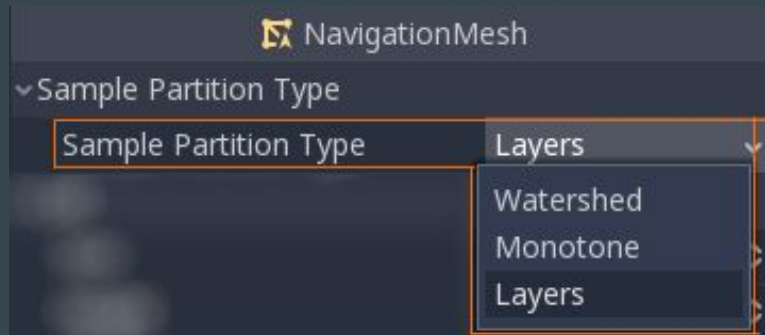 NavigationMesh
Sample Partition Type
Sample Partition Type Layers
Watershed
Monotone
Layers